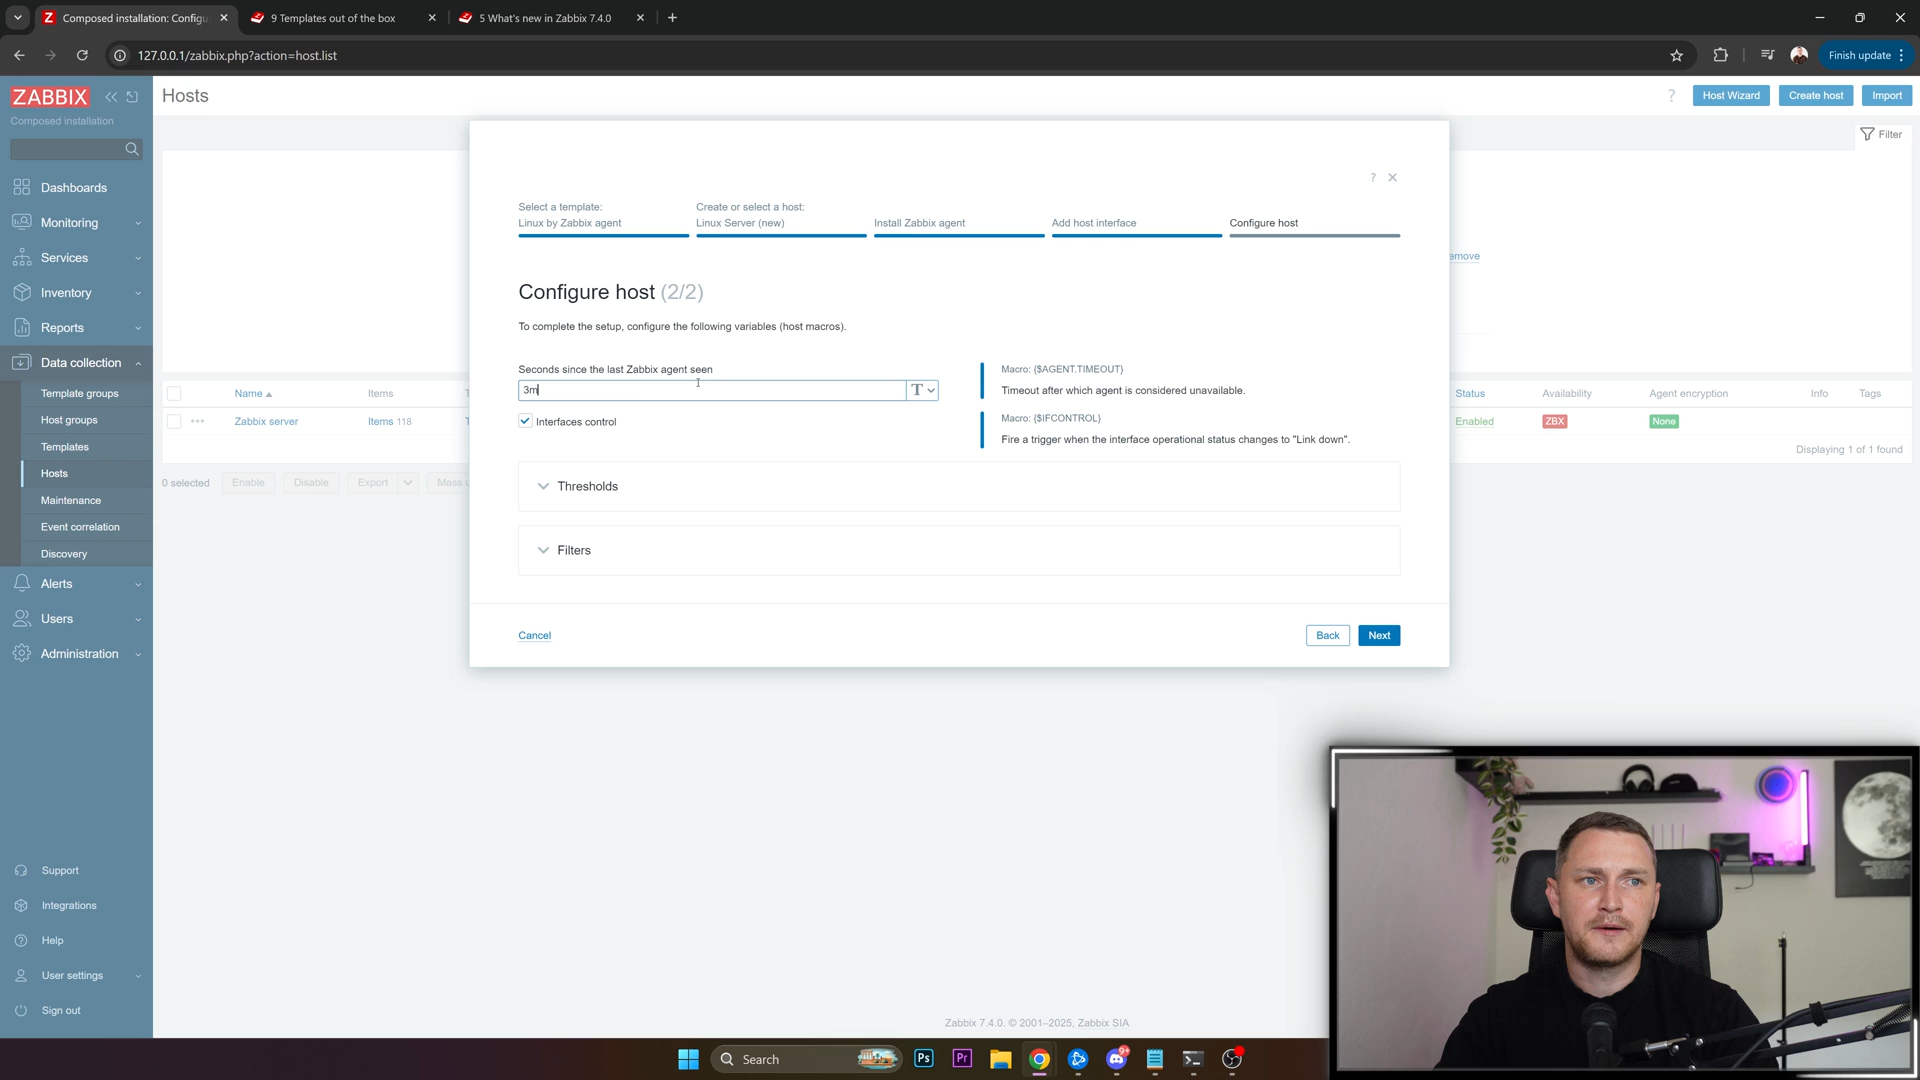 Composed installation: Configu
9 Templates out of the box
5 What's new in Zabbix 7.4.0
127.0.0.1/zabbix.php?action=host.list
Finish update
ZABBIX
Composed installation
Dashboards
Monitoring
Services
Inventory
Reports
Data collection
Template groups
Host groups
Templates
Hosts
Maintenance
Event correlation
Discovery
Alerts
Users
Administration
Support
Integrations
Help
User settings
Sign out
Hosts
?
Host Wizard
Create host
Import
Filter
emove
Name
Items
T
Status
Availability
Agent encryption
Info
Tags
Zabbix server
Items 118
T
Enabled
ZBX
None
Displaying 1 of 1 found
0 selected
Enable
Disable
Export
Mass u
?
Select a template:
Linux by Zabbix agent
Create or select a host:
Linux Server (new)
Install Zabbix agent
Add host interface
Configure host
Configure host (2/2)
To complete the setup, configure the following variables (host macros).
Seconds since the last Zabbix agent seen
3m
T
Interfaces control
Macro: {$AGENT.TIMEOUT}
Timeout after which agent is considered unavailable.
Macro: {$IFCONTROL}
Fire a trigger when the interface operational status changes to "Link down".
Thresholds
Filters
Cancel
Back
Next
Zabbix 7.4.0. © 2001–2025, Zabbix SIA
Search
Ps
Pr
9+